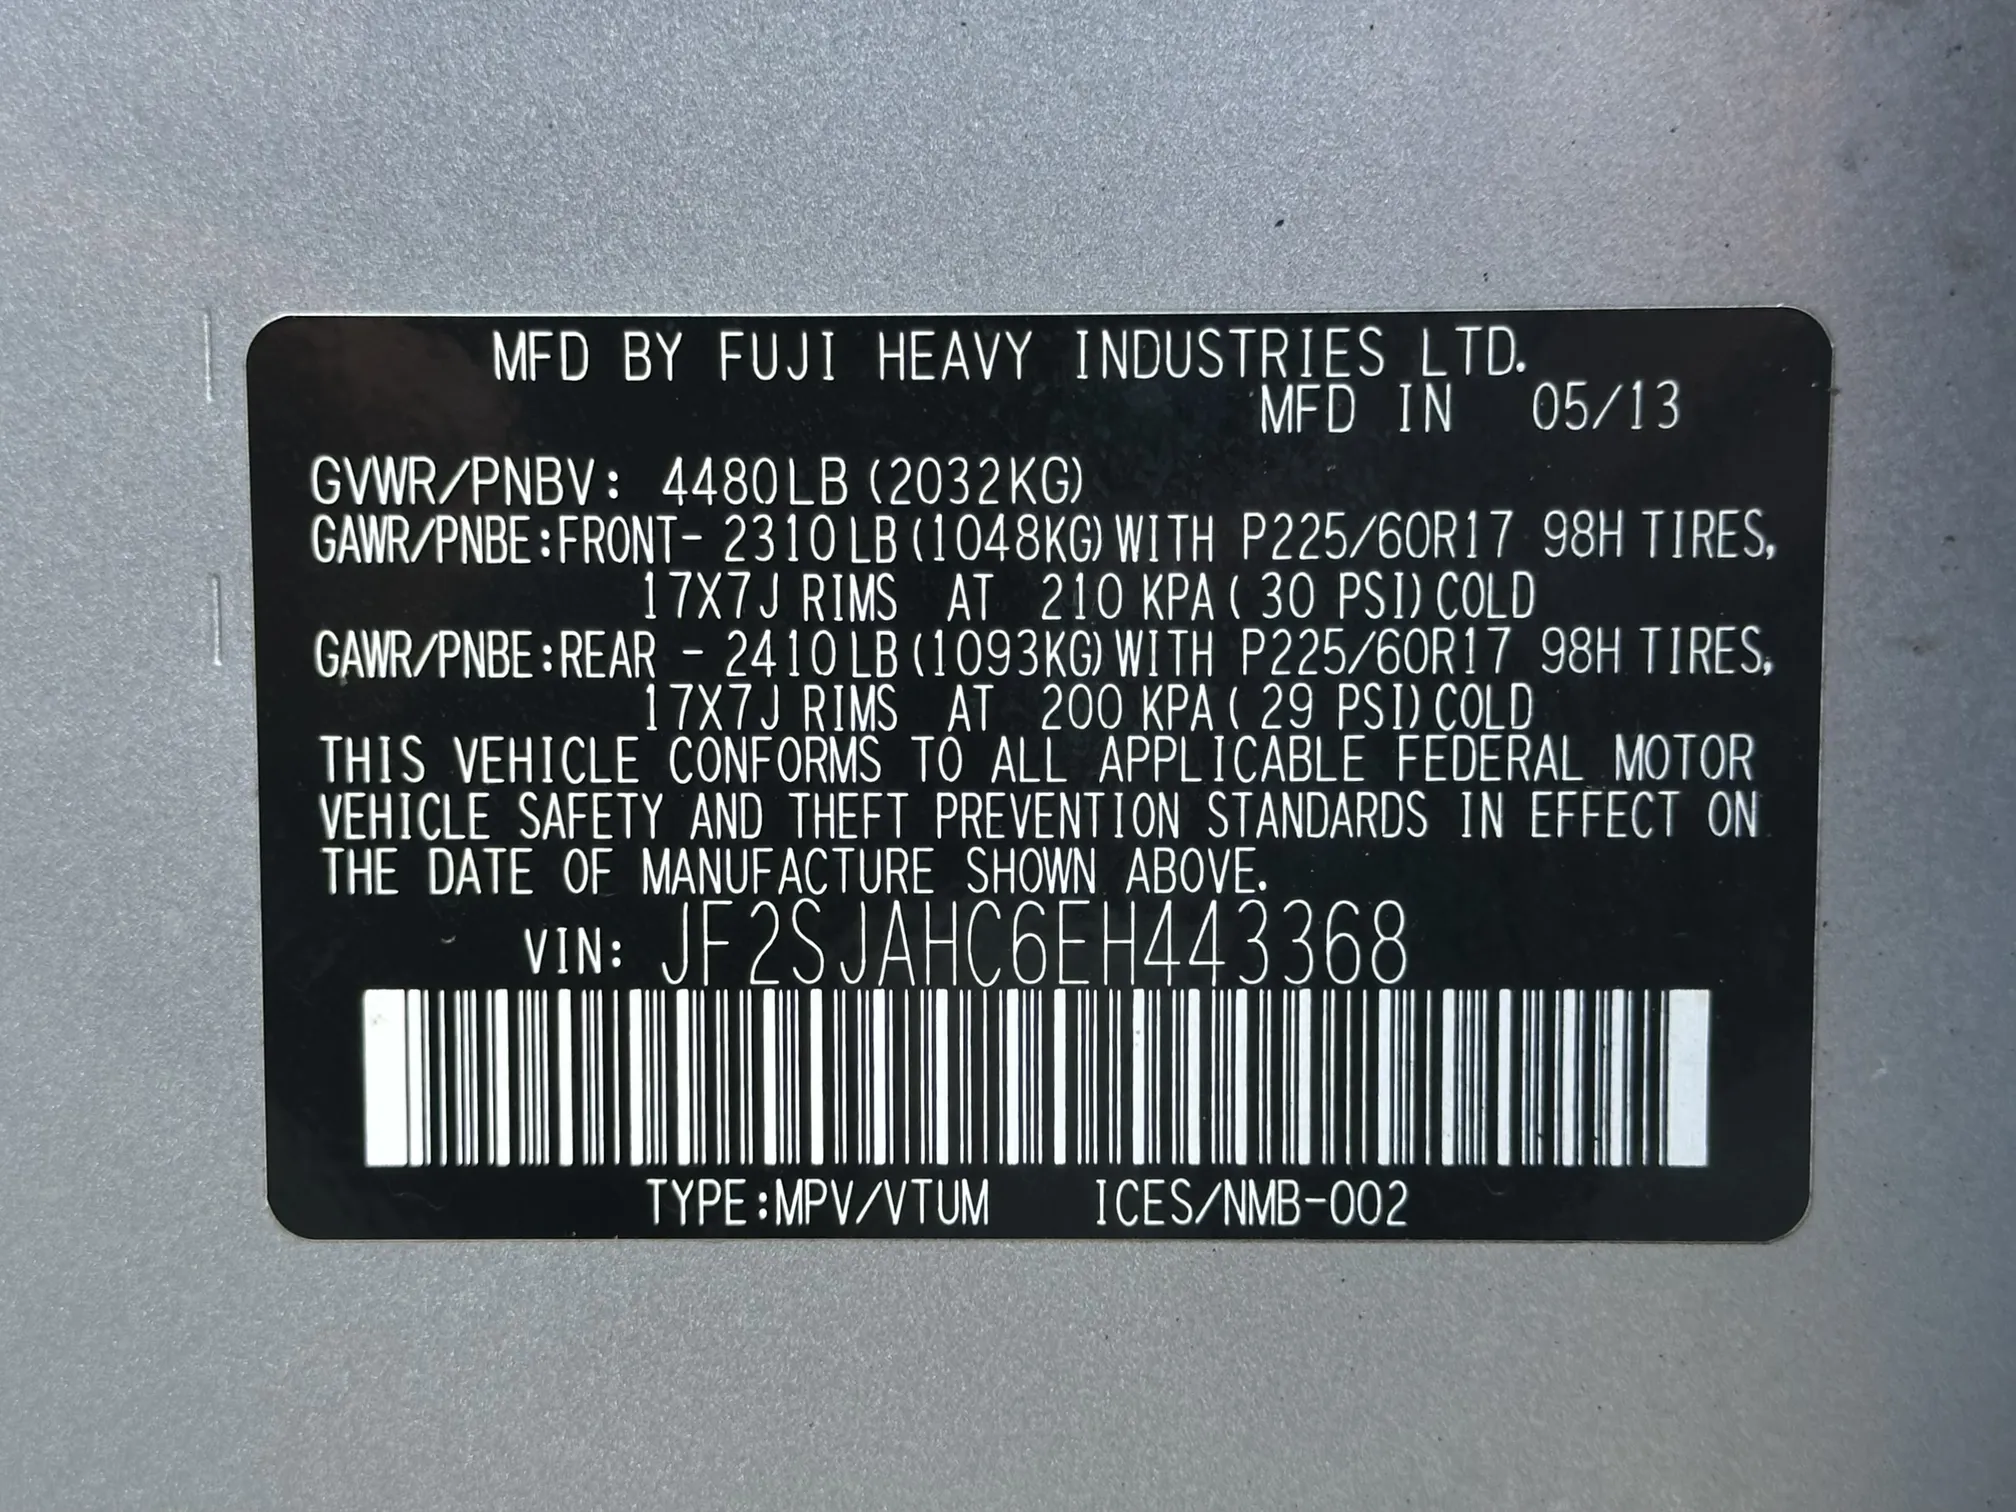 MFD BY FUJI HEAVY INDUSTRIES LTD.
MFD IN 05/13
GVWR/PNBV: 4480LB (2032KG)
GAWR/PNBE:FRONT- 2310LB(1048KG)WITH P225/60R17 98H TIRES,
17X7J RIMS AT 210 KPA( 30 PSI)COLD
GAWR/PNBE:REAR - 2410LB(1093KG)WITH P225/60R17 98H TIRES,
17X7J RIMS AT 200 KPA( 29 PSI)COLD
THIS VEHICLE CONFORMS TO ALL APPLICABLE FEDERAL MOTOR
VEHICLE SAFETY AND THEFT PREVENTION STANDARDS IN EFFECT ON
THE DATE OF MANUFACTURE SHOWN ABOVE.
VIN: JF2SJAHC6EH443368
TYPE:MPV/VTUM ICES/NMB-002